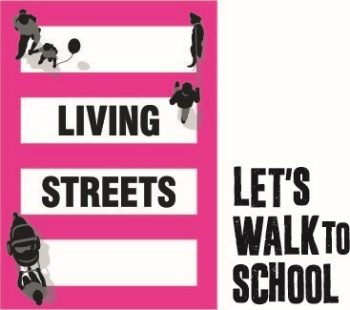 LIVING
STREETS
LET'S
WALK TO
SCHOOL